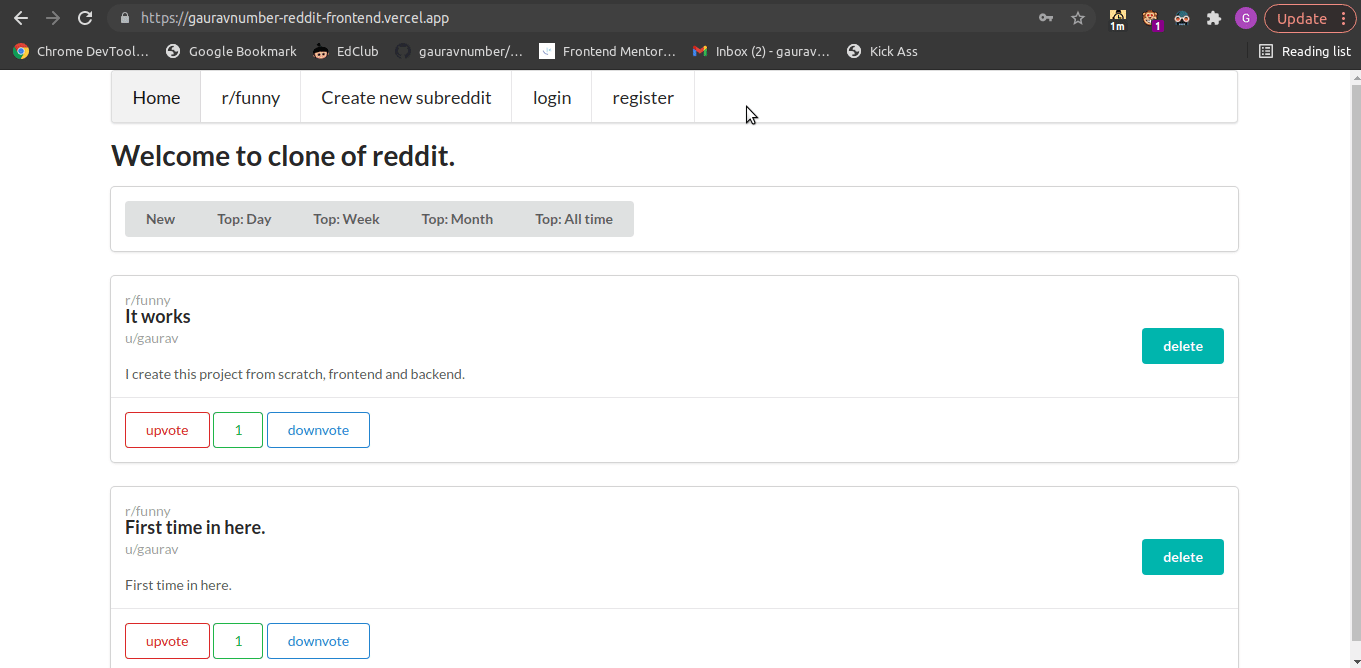 https://gauravnumber-reddit-frontend.vercel.app
1m
1
G
Update
Chrome DevTool... Google Bookmark EdClub gauravnumber/... Frontend Mentor... Inbox (2) - gaurav... Kick Ass Reading list
Home r/funny Create new subreddit login register
Welcome to clone of reddit.
New Top: Day Top: Week Top: Month Top: All time
r/funny
It works
u/gaurav
delete
I create this project from scratch, frontend and backend.
upvote 1 downvote
r/funny
First time in here.
u/gaurav
delete
First time in here.
upvote 1 downvote